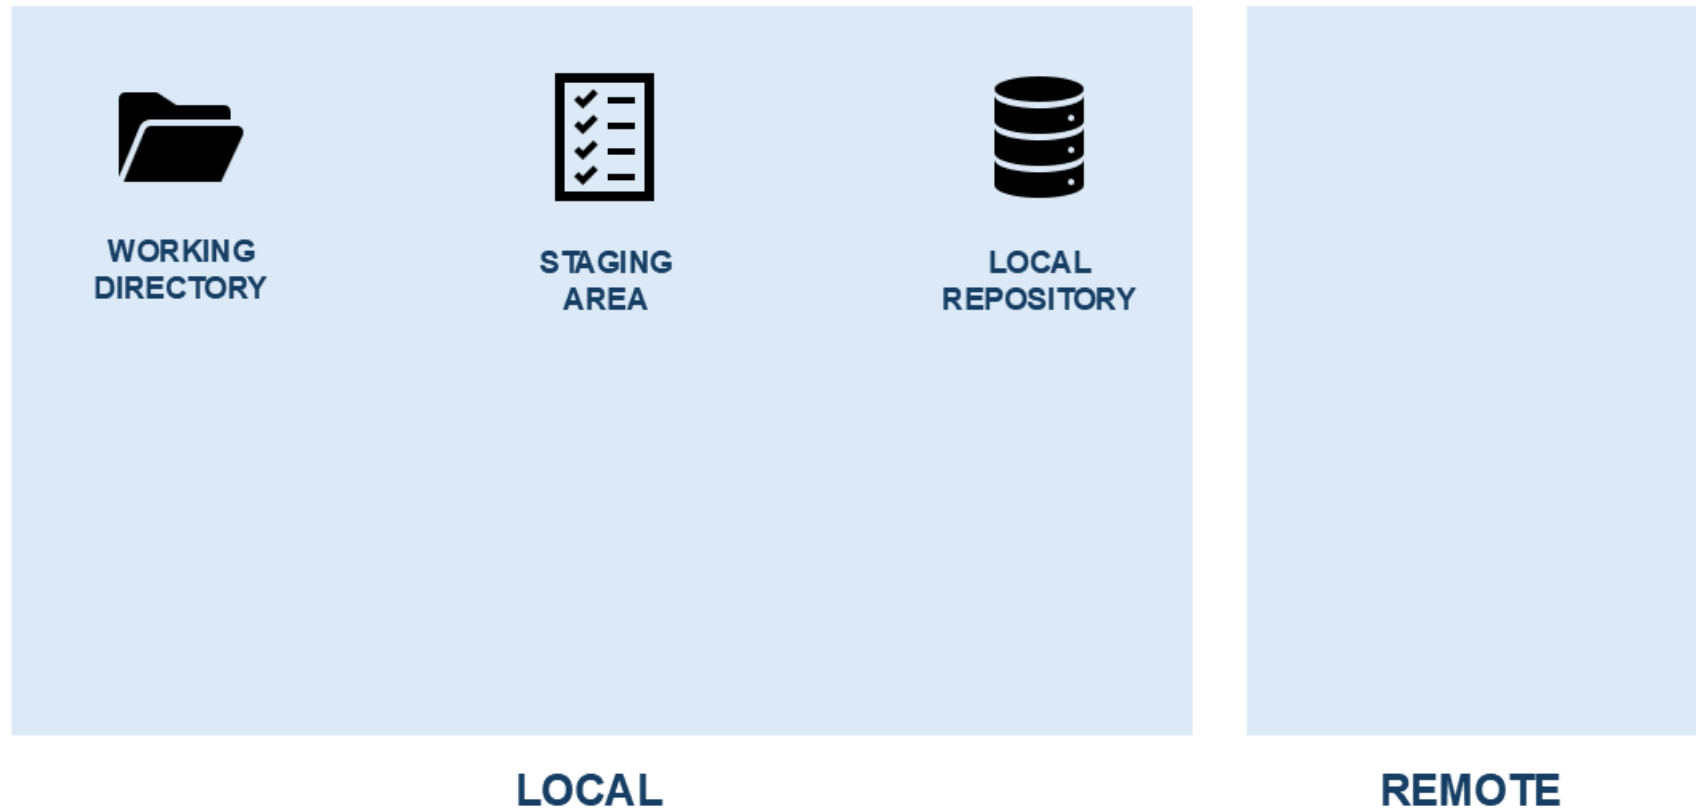 WORKING
DIRECTORY
STAGING
AREA
LOCAL
REPOSITORY
LOCAL
REMOTE